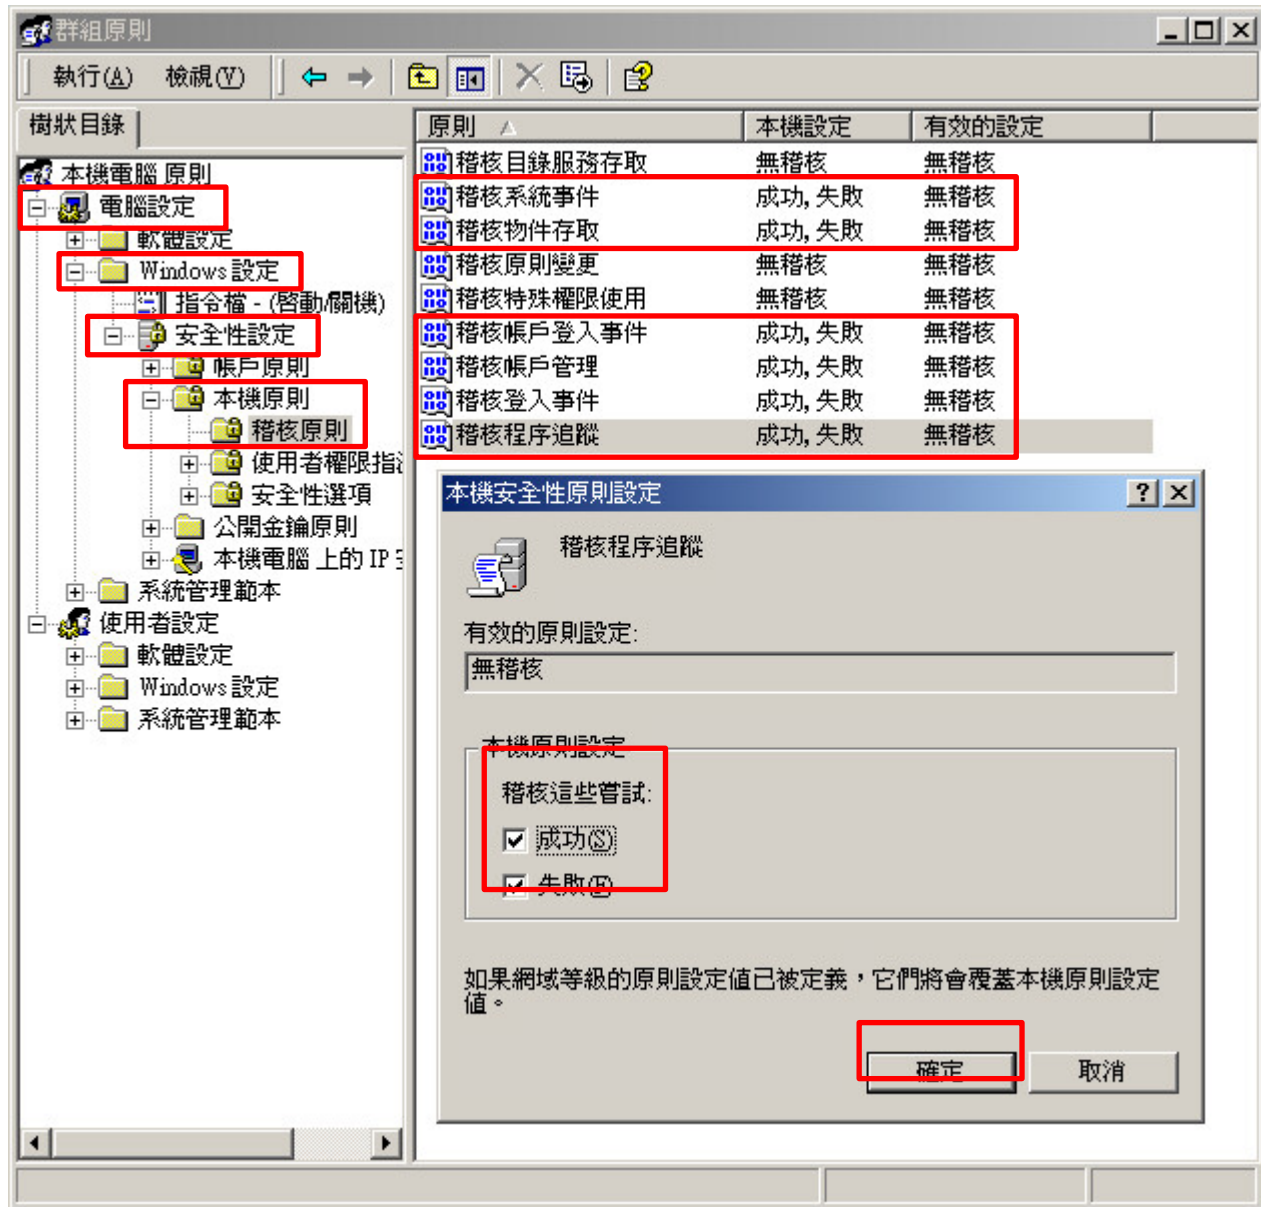 群組原則
執行(A) 檢視(V)
樹狀目錄
本機電腦 原則
電腦設定
軟體設定
Windows 設定
指令檔 - (啓動/關機)
安全性設定
帳戶原則
本機原則
稽核原則
使用者權限指
安全性選項
公開金鑰原則
本機電腦 上的 IP
系統管理範本
使用者設定
軟體設定
Windows 設定
系統管理範本
原則 本機設定 有效的設定
稽核目錄服務存取 無稽核 無稽核
稽核系統事件 成功, 失敗 無稽核
稽核物件存取 成功, 失敗 無稽核
稽核原則變更 無稽核 無稽核
稽核特殊權限使用 無稽核 無稽核
稽核帳戶登入事件 成功, 失敗 無稽核
稽核帳戶管理 成功, 失敗 無稽核
稽核登入事件 成功, 失敗 無稽核
稽核程序追蹤 成功, 失敗 無稽核
本機安全性原則設定
稽核程序追蹤
有效的原則設定:
無稽核
本機原則設定
稽核這些嘗試:
成功(S)
失敗(F)
如果網域等級的原則設定值已被定義，它們將會覆蓋本機原則設定
值。
確定 取消